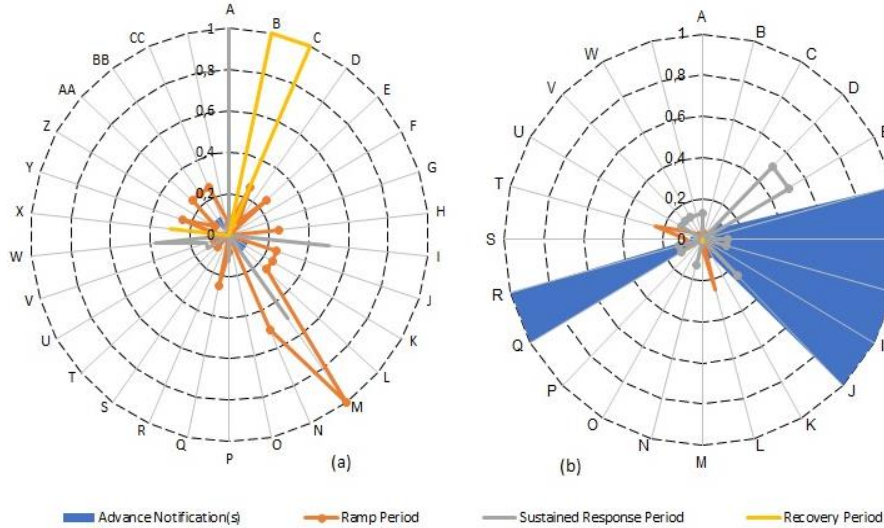 A
B
C
D
E
F
G
H
I
J
K
L
M
N
O
P
Q
R
S
T
U
V
W
X
Y
Z
AA
BB
CC
1
0,8
0,6
0,4
0,2
0
(a)
A
B
C
D
E
I
J
K
L
M
N
O
P
Q
R
S
T
U
V
W
1
0,8
0,6
0,4
0,2
0
(b)
Advance Notification(s) Ramp Period Sustained Response Period Recovery Period